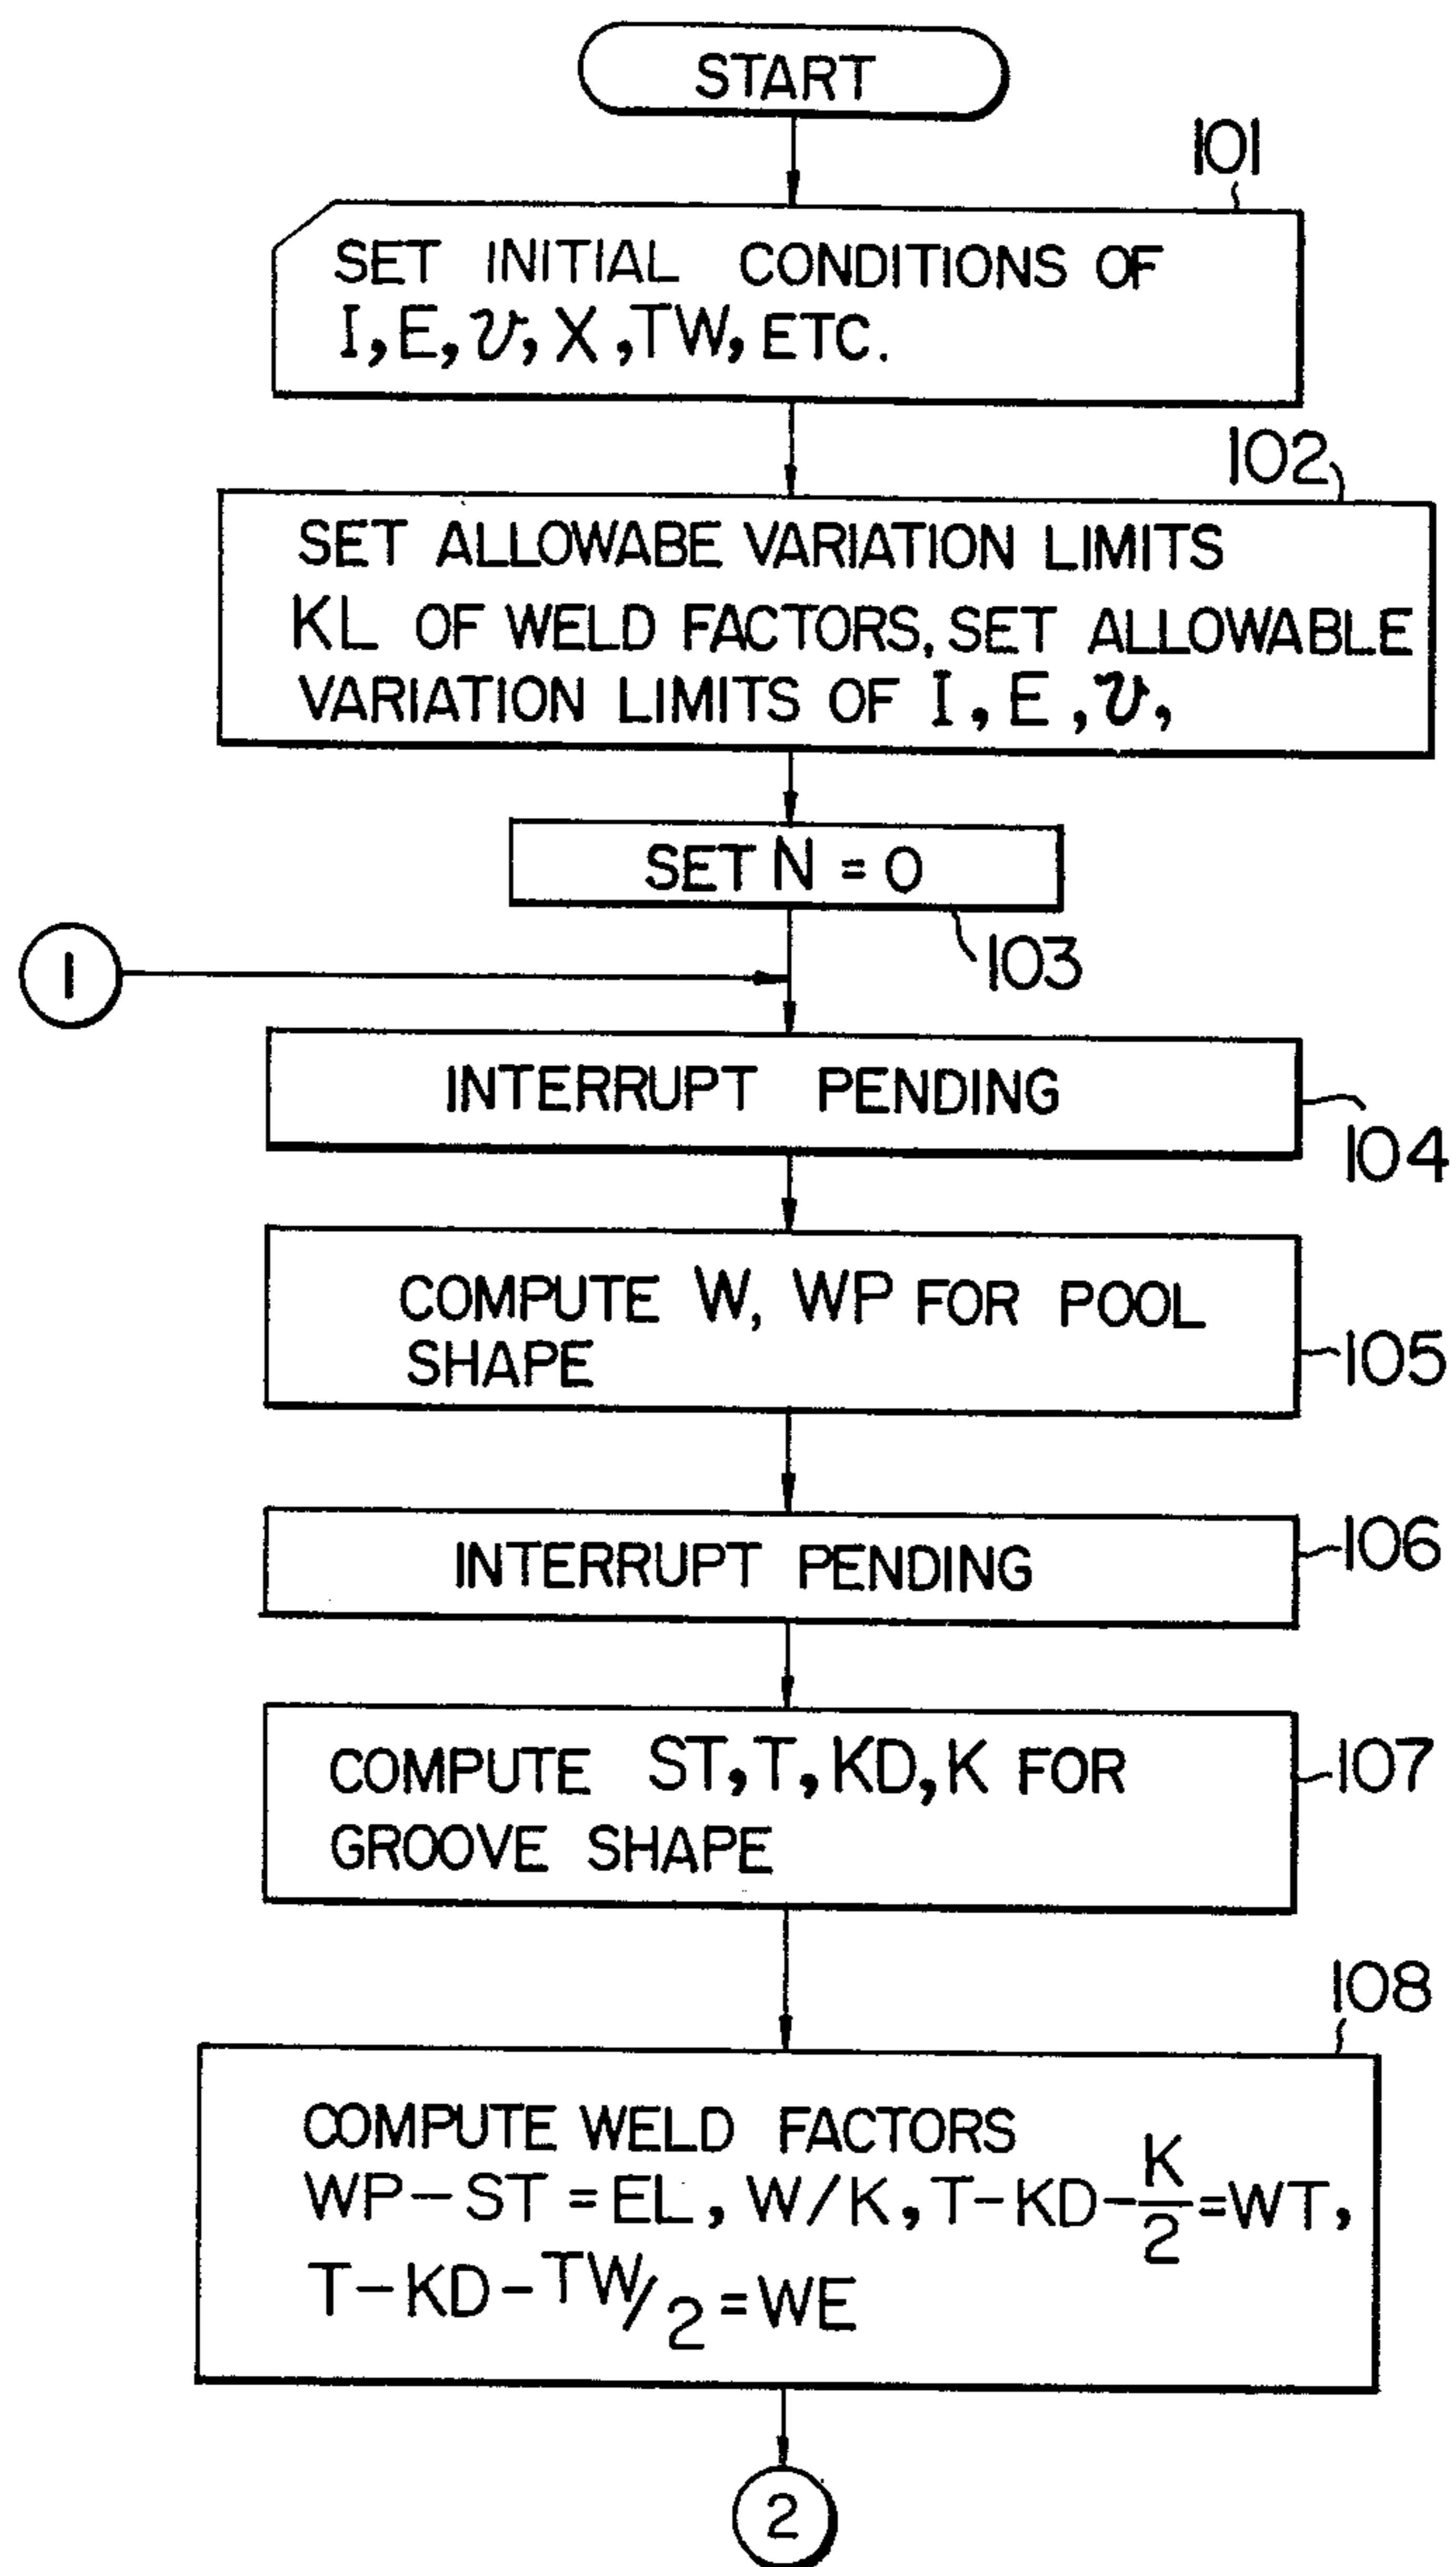 START
101
SET INITIAL CONDITIONS OF
I, E, v, X, TW, ETC.
102
SET ALLOWABE VARIATION LIMITS
KL OF WELD FACTORS, SET ALLOWABLE
VARIATION LIMITS OF I, E, v,
SET N = 0
103
1
INTERRUPT PENDING
104
COMPUTE W, WP FOR POOL
SHAPE
105
INTERRUPT PENDING
106
COMPUTE ST, T, KD, K FOR
GROOVE SHAPE
107
108
COMPUTE WELD FACTORS
WP-ST=EL, W/K, T-KD-K/2=WT,
T-KD-TW/2=WE
2